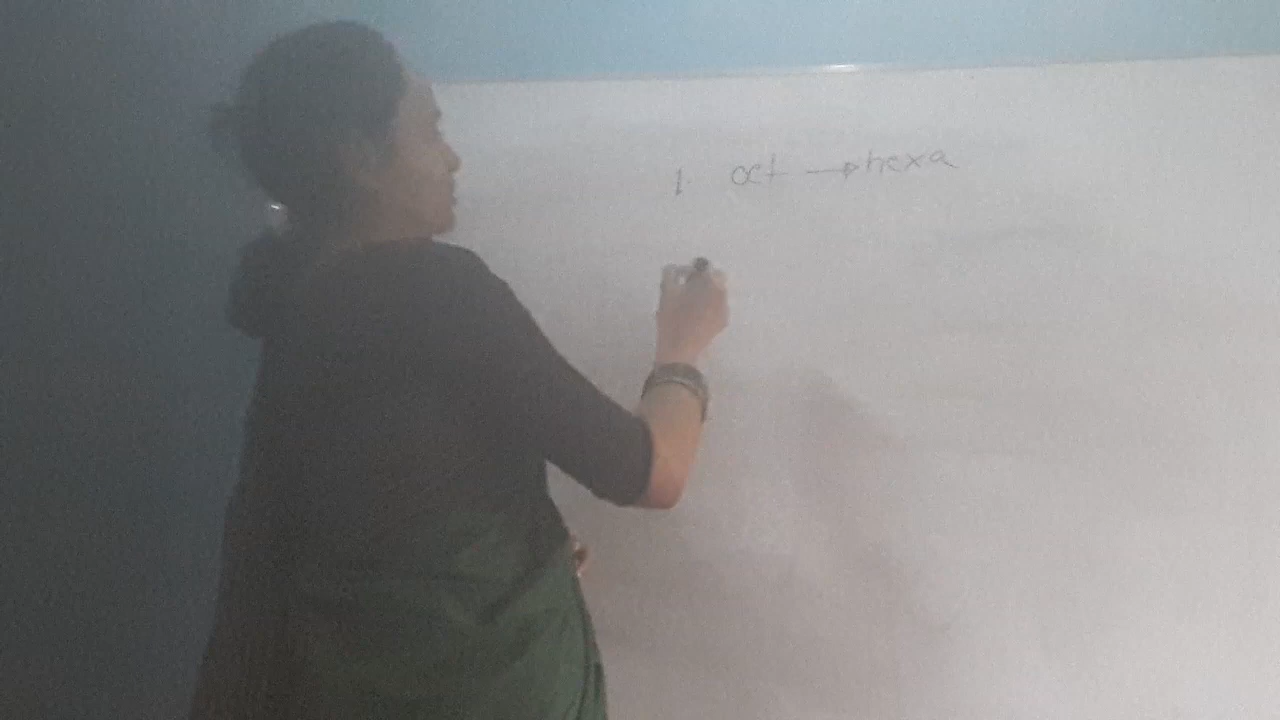 1. oct → hexa